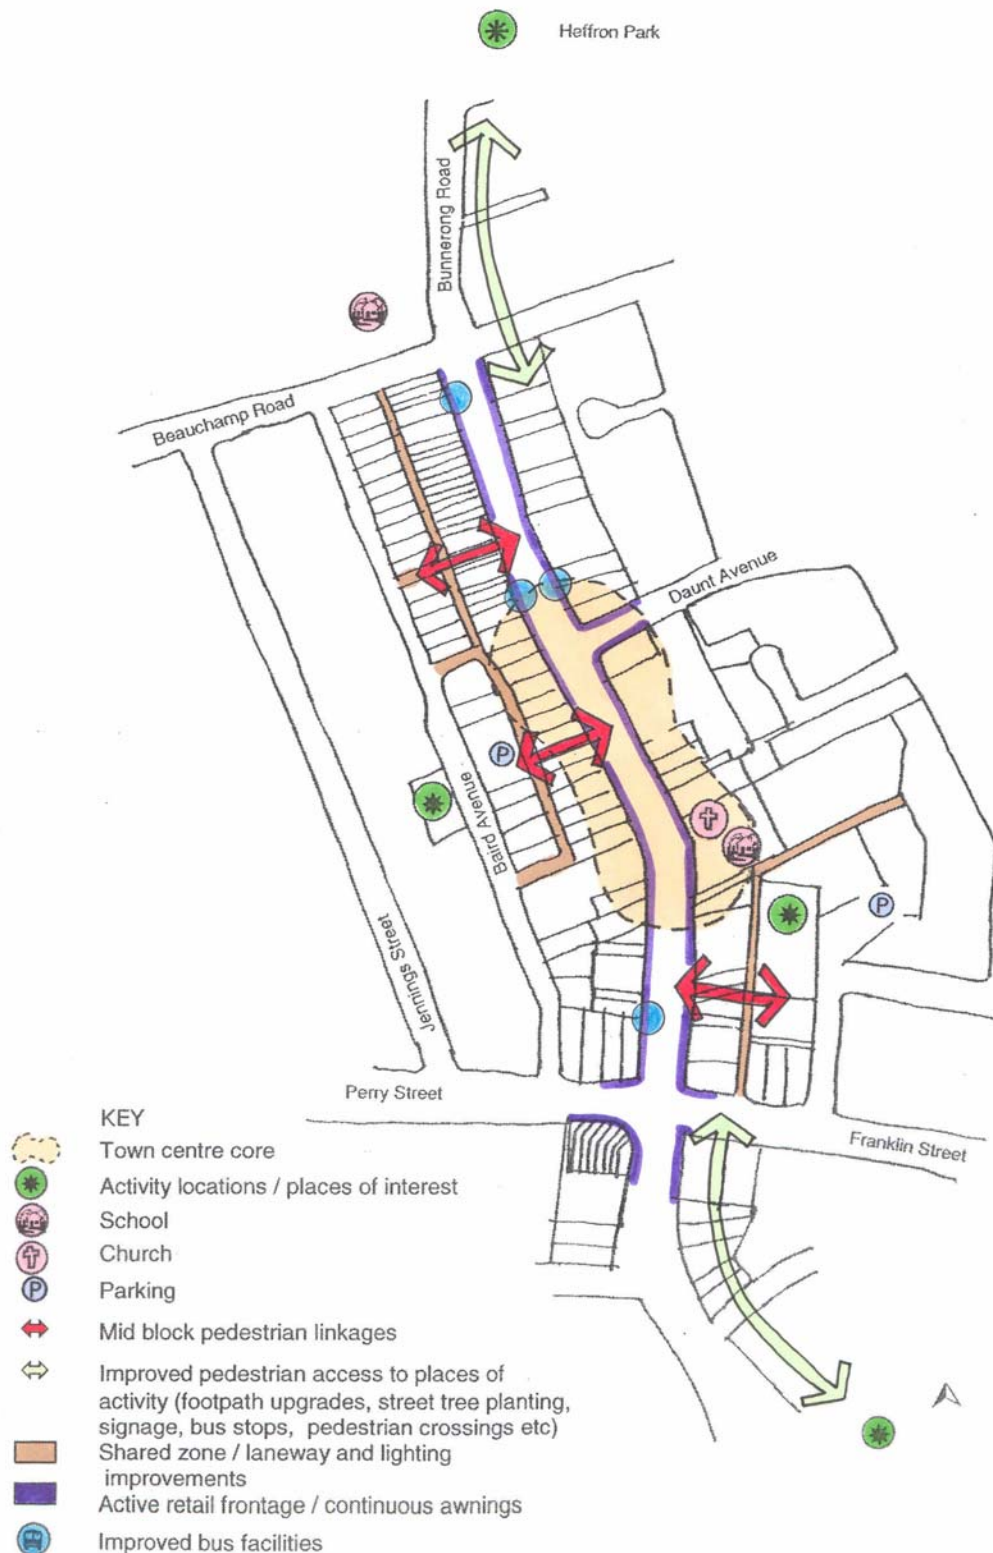 Heffron Park
Bunnerong Road
Beauchamp Road
Daunt Avenue
P
Baird Avenue
P
Jennings Street
Perry Street
Franklin Street
KEY
Town centre core
Activity locations / places of interest
School
Church
P Parking
Mid block pedestrian linkages
Improved pedestrian access to places of
activity (footpath upgrades, street tree planting,
signage, bus stops, pedestrian crossings etc)
Shared zone / laneway and lighting
improvements
Active retail frontage / continuous awnings
Improved bus facilities